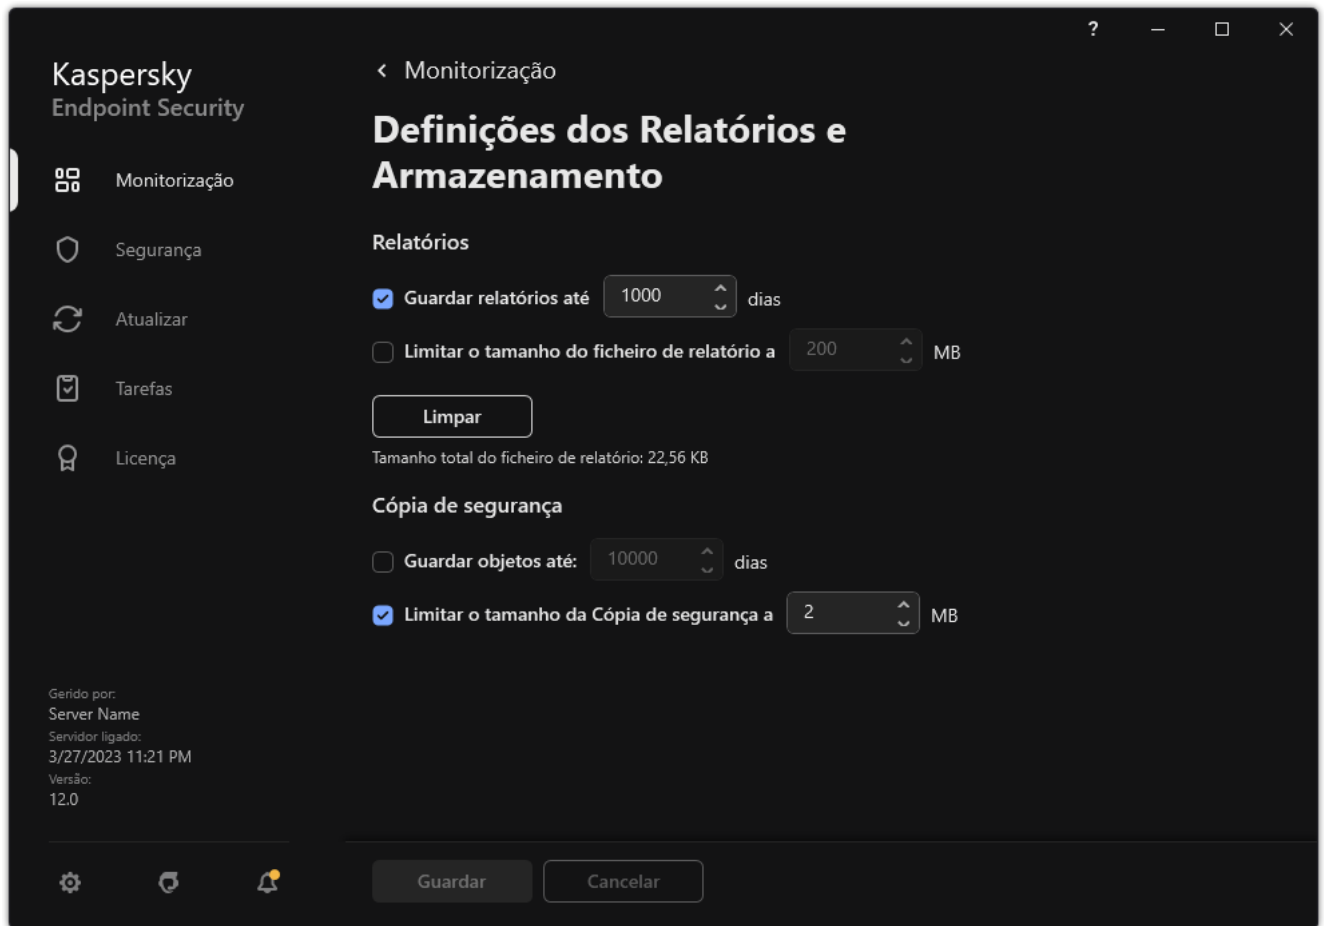 ?
Kaspersky
Endpoint Security
Monitorização
Segurança
Atualizar
Tarefas
Licença
Gerido por:
Server Name
Servidor ligado:
3/27/2023 11:21 PM
Versão:
12.0
Monitorização
Definições dos Relatórios e
Armazenamento
Relatórios
Guardar relatórios até 1000 dias
Limitar o tamanho do ficheiro de relatório a 200 MB
Limpar
Tamanho total do ficheiro de relatório: 22,56 KB
Cópia de segurança
Guardar objetos até: 10000 dias
Limitar o tamanho da Cópia de segurança a 2 MB
Guardar Cancelar